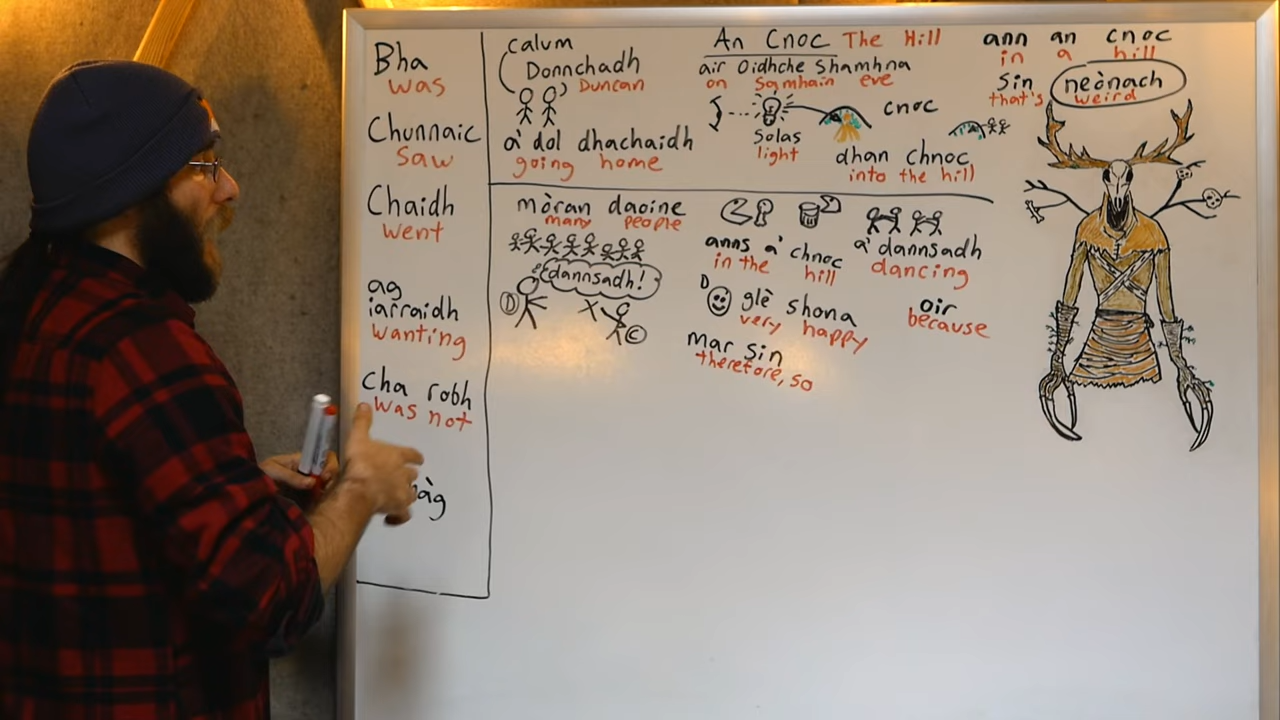 Bha
was
Chunnaic
Saw
Chaidh
went
ag
iarraidh
wanting
Cha robh
was not
Calum
Donnchadh
Duncan
a' dol dhachaidh
going home
An Cnoc The Hill
air Oidhche Shamhna
on Samhain eve
Solas
light
cnoc
dhan chnoc
into the hill
ann an cnoc
in a hill
Sin neònach
that's weird
mòran daoine
many people
dannsadh!
D
C
anns a' chnoc
in the hill
a' dannsadh
dancing
D
glè shona
very happy
oir
because
mar sin
therefore, so